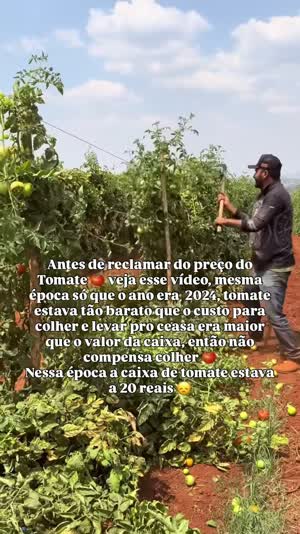 Antes de reclamar do preço do
Tomate 🍅 veja esse vídeo, mesma
época só que o ano era 2024, tomate
estava tão barato que o custo para
colher e levar pro ceasa era maior
que o valor da caixa, então não
compensa colher 🍅
Nessa época a caixa de tomate estava
a 20 reais 😢